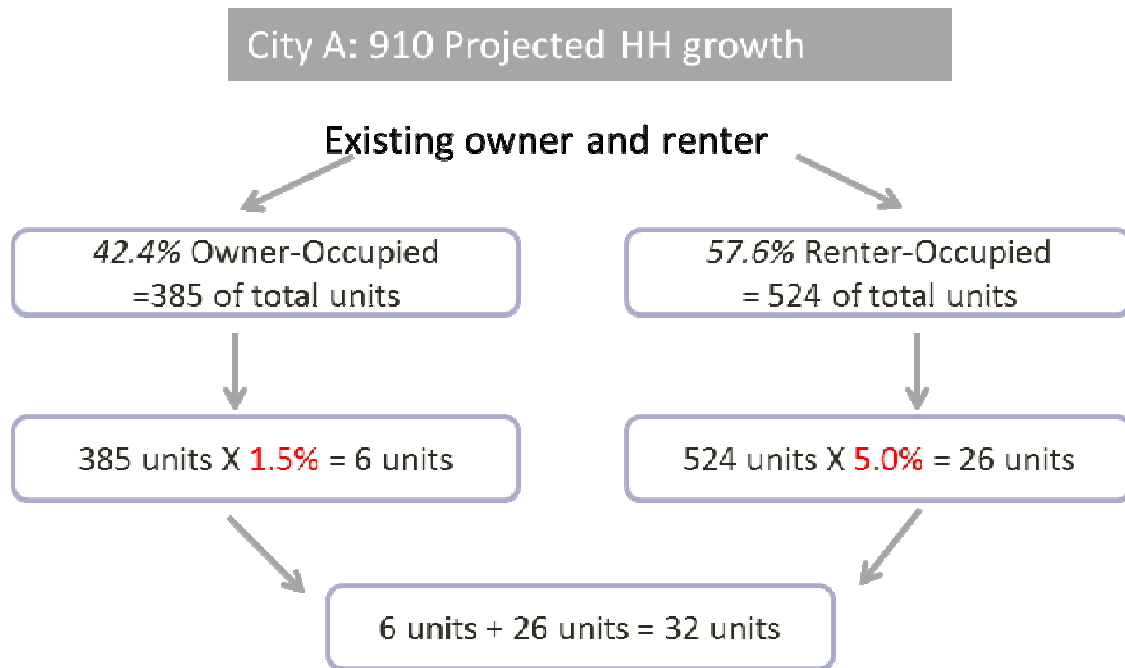 City A: 910 Projected HH growth
Existing owner and renter
42.4% Owner-Occupied
=385 of total units
57.6% Renter-Occupied
= 524 of total units
385 units X 1.5% = 6 units
524 units X 5.0% = 26 units
6 units + 26 units = 32 units